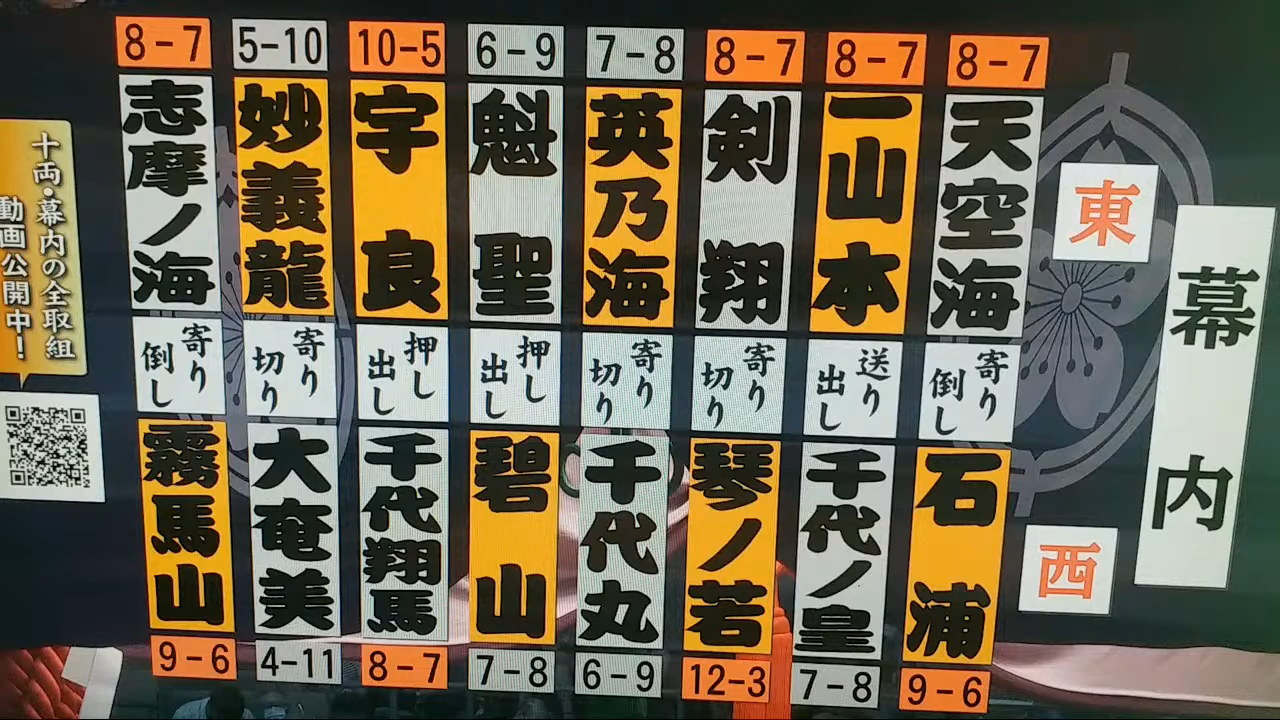 幕内
東
西
8-7
天空海
寄り倒し
石浦
9-6
8-7
一山本
送り出し
千代ノ皇
7-8
8-7
剣翔
寄り切り
琴ノ若
12-3
7-8
英乃海
寄り切り
千代丸
6-9
6-9
魁聖
押し出し
碧山
7-8
10-5
宇良
押し出し
千代翔馬
8-7
5-10
妙義龍
寄り切り
大奄美
4-11
8-7
志摩ノ海
寄り倒し
霧馬山
9-6
十両・幕内の全取組
動画公開中!